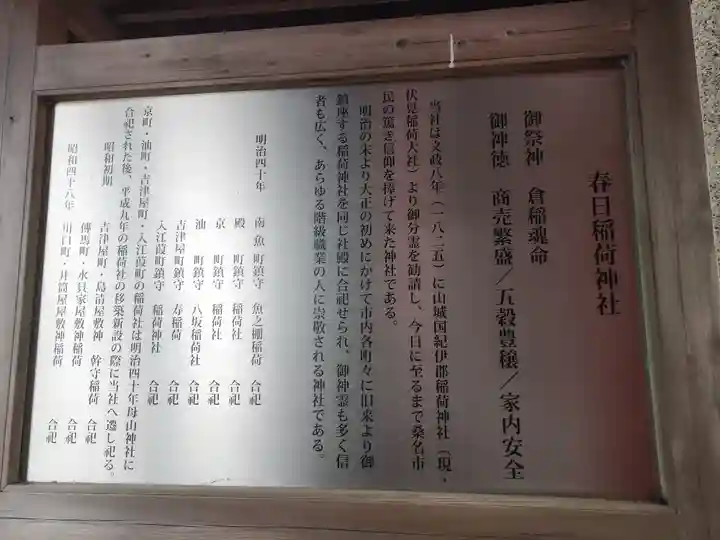 春日稲荷神社
御祭神　倉稲魂命
御神徳　商売繁盛／五穀豊穣／家内安全
当社は文政八年（一八二五）に山城国紀伊郡稲荷神社（現・
伏見稲荷大社）より御分霊を勧請し、今日に至るまで桑名市
民の篤き信仰を捧げて来た神社である。
明治の末より大正の初めにかけて市内各町々に旧来より御
鎮座する稲荷神社を同じ社殿に合祀せられ、御神霊も多く信
者も広く、あらゆる階級職業の人に崇敬される神社である。
明治四十年　南魚町鎮守　魚之棚稲荷　合祀
殿町鎮守　稲荷社　合祀
京町鎮守　稲荷社　合祀
油町鎮守　八坂稲荷社　合祀
吉津屋町鎮守　寿稲荷　合祀
入江葭町鎮守　稲荷神社　合祀
京町・油町・吉津屋町・入江葭町の稲荷社は明治四十年母山神社に
合祀された後、平成九年の稲荷社の移築新設の際に当社へ遷し祀る。
昭和初期　吉津屋町・島清屋敷神　幹守稲荷　合祀
傳馬町・水貝家屋敷神稲荷　合祀
昭和四十八年　川口町・井筒屋屋敷神稲荷　合祀